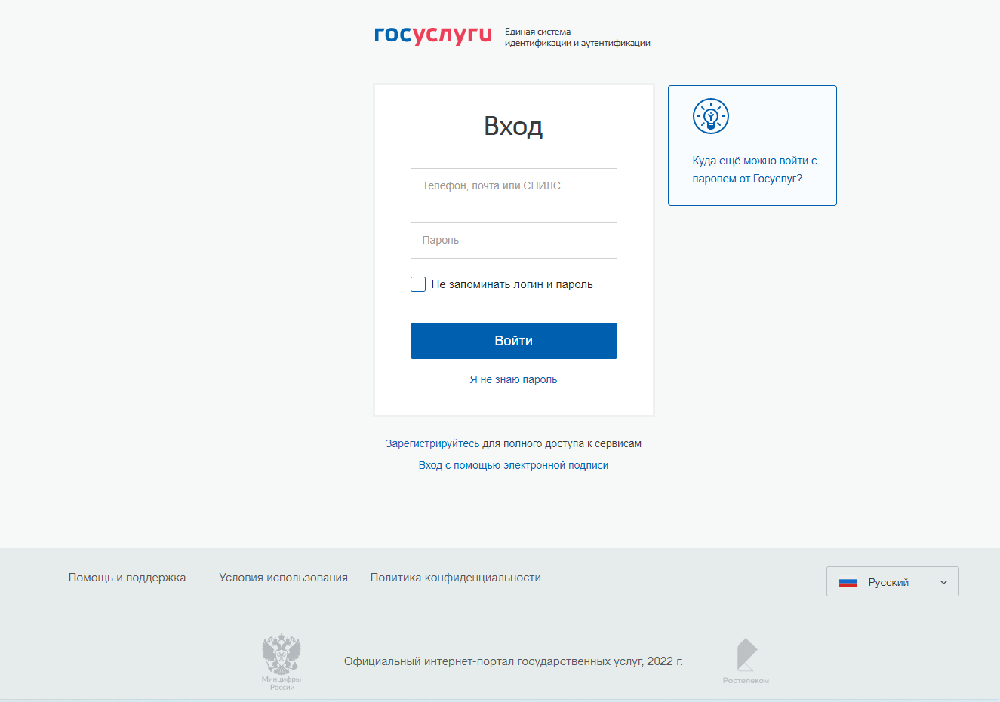 госуслуги
Единая система
идентификации и аутентификации
Вход
Телефон, почта или СНИЛС
Пароль
Не запоминать логин и пароль
Войти
Я не знаю пароль
Куда ещё можно войти с
паролем от Госуслуг?
Зарегистрируйтесь для полного доступа к сервисам
Вход с помощью электронной подписи
Помощь и поддержка
Условия использования
Политика конфиденциальности
Русский
Минцифры
России
Официальный интернет-портал государственных услуг, 2022 г.
Ростелеком